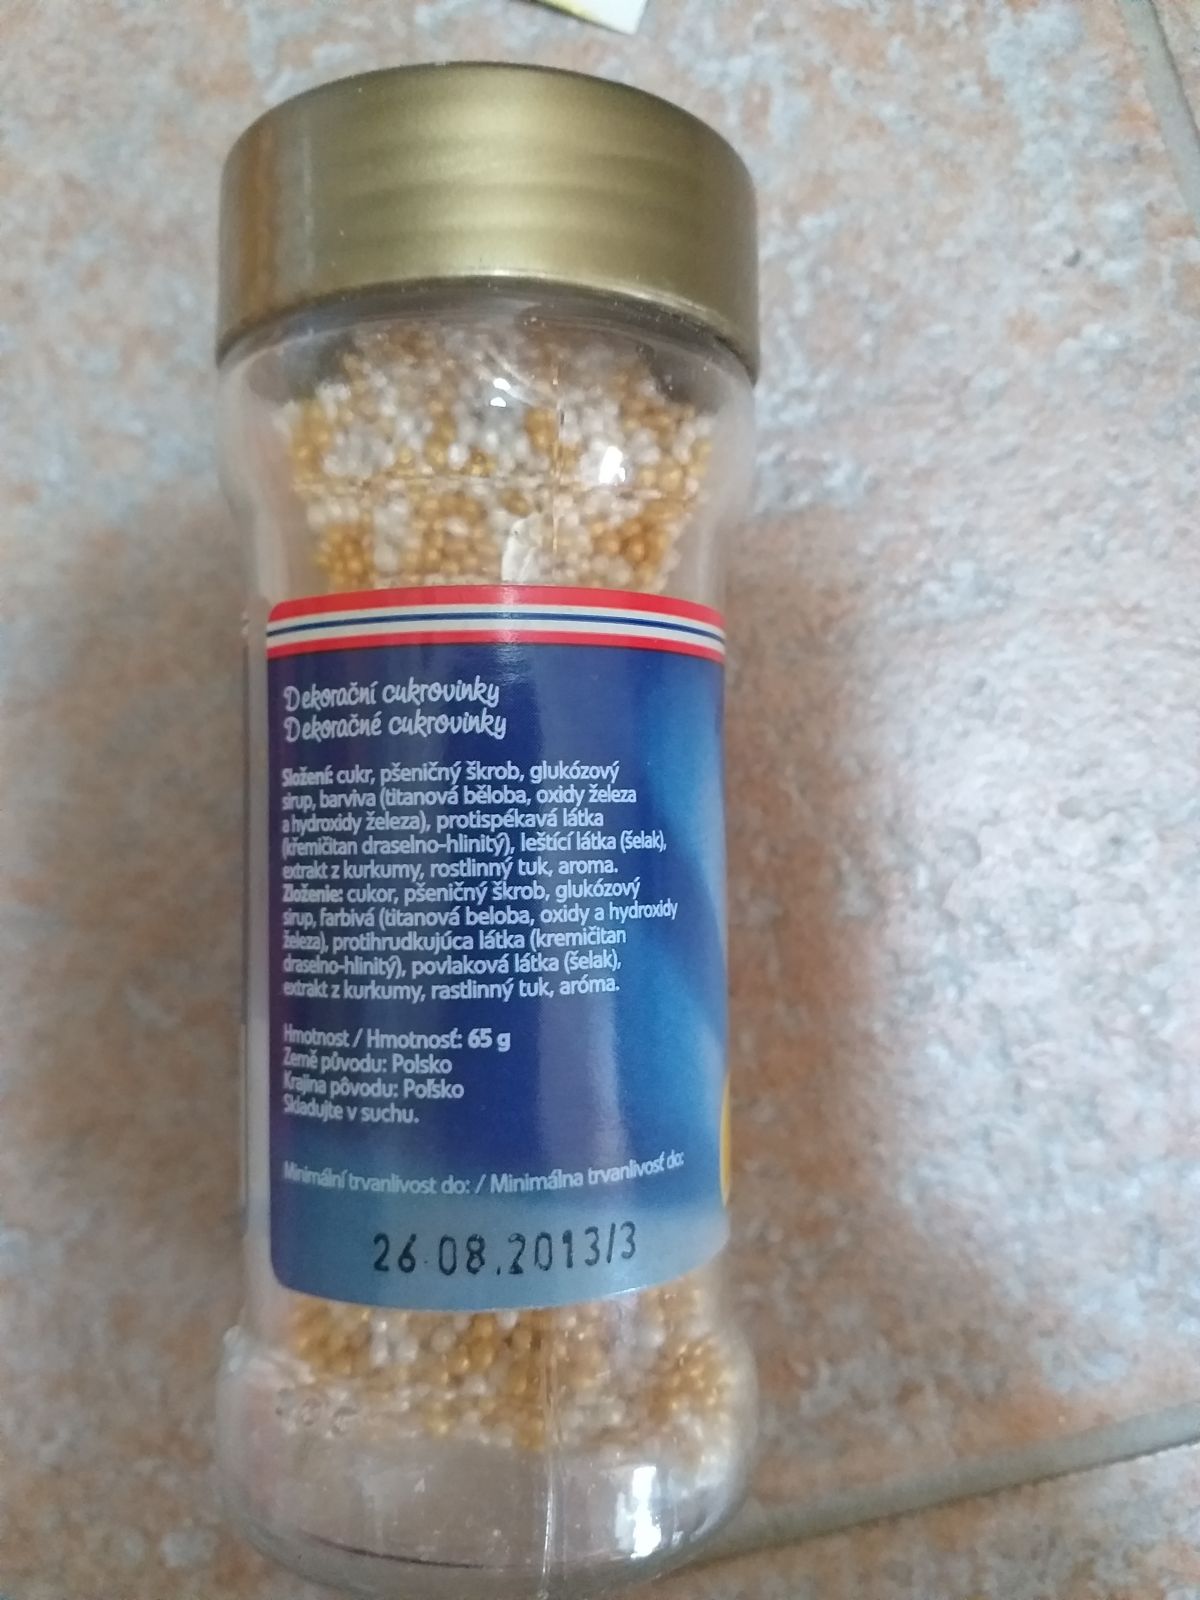 Dekorační cukrovinky
Dekoračné cukrovinky
Složení: cukr, pšeničný škrob, glukózový
sirup, barviva (titanová běloba, oxidy železa
a hydroxidy železa), protispékavá látka
(křemičitan draselno-hlinitý), leštící látka (šelak),
extrakt z kurkumy, rostlinný tuk, aroma.
Zloženie: cukor, pšeničný škrob, glukózový
sirup, farbivá (titanová beloba, oxidy a hydroxidy
železa), protihrudkujúca látka (kremičitan
draselno-hlinitý), povlaková látka (šelak),
extrakt z kurkumy, rastlinný tuk, aróma.
Hmotnost / Hmotnosť: 65 g
Země původu: Polsko
Krajina pôvodu: Poľsko
Skladujte v suchu.
Minimální trvanlivost do: / Minimálna trvanlivosť do:
26.08.2013/3